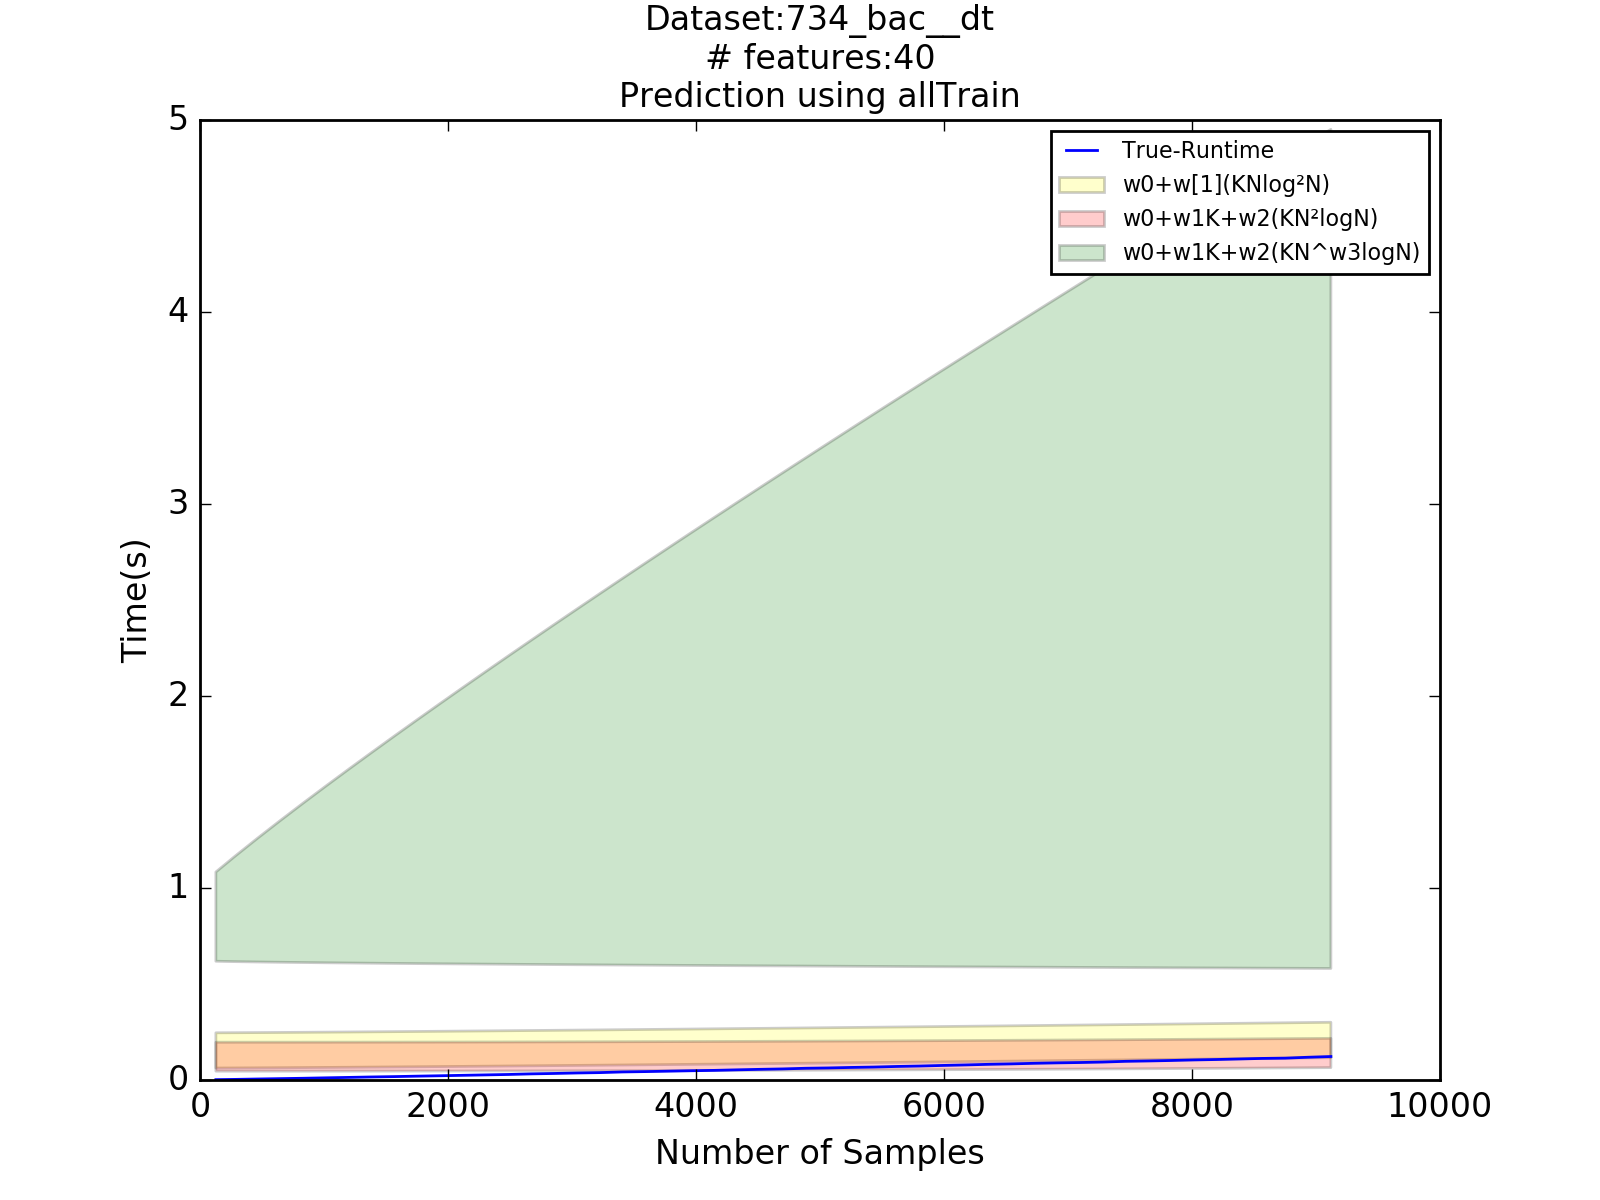 Dataset:734_bac__dt
# features:40
Prediction using allTrain
5
4
3
2
1
0
Time(s)
True-Runtime
w0+w[1](KNlog²N)
w0+w1K+w2(KN²logN)
w0+w1K+w2(KN^w3logN)
0 2000 4000 6000 8000 10000
Number of Samples